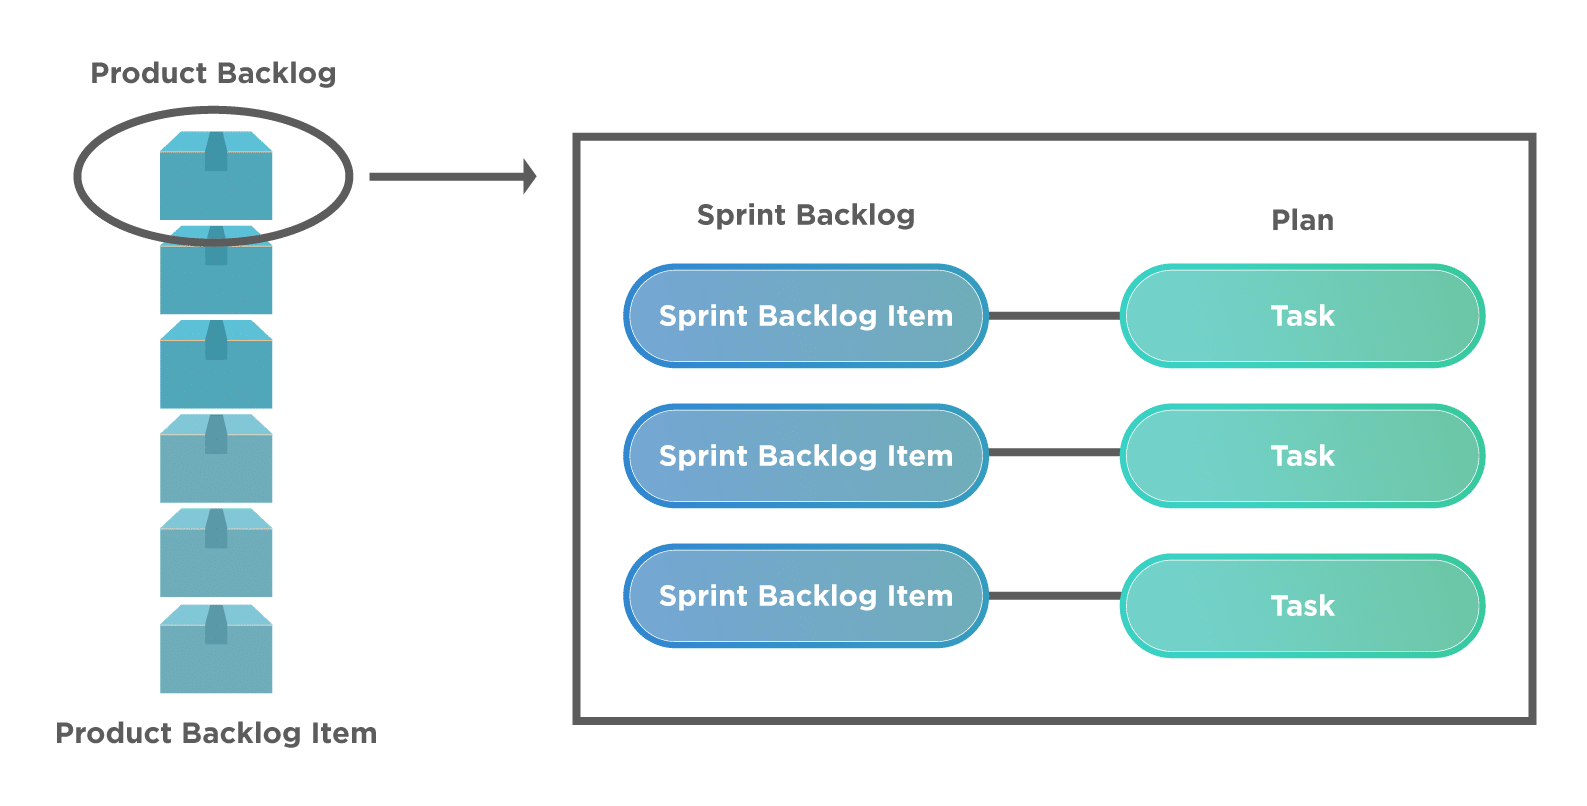 Product Backlog
Product Backlog Item
Sprint Backlog
Plan
Sprint Backlog Item
Task
Sprint Backlog Item
Task
Sprint Backlog Item
Task